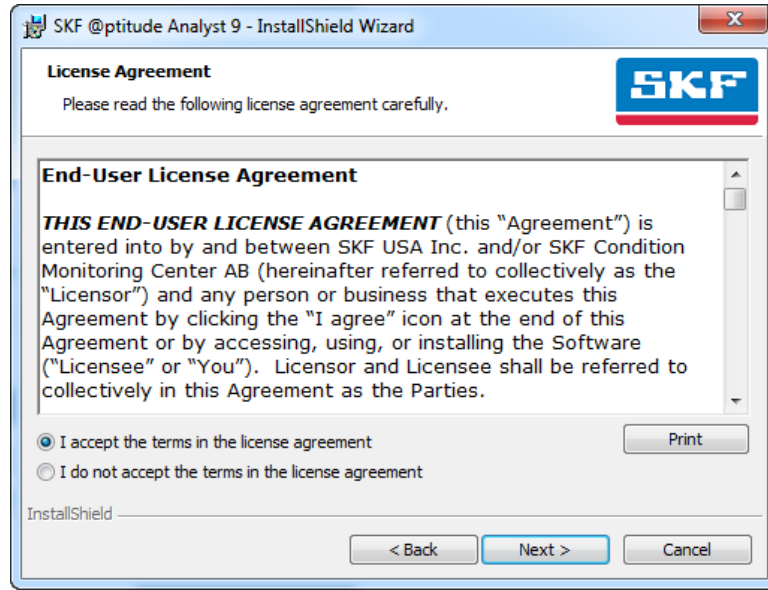 SKF @ptitude Analyst 9 - InstallShield Wizard
License Agreement
Please read the following license agreement carefully.
SKF
End-User License Agreement
THIS END-USER LICENSE AGREEMENT (this “Agreement”) is
entered into by and between SKF USA Inc. and/or SKF Condition
Monitoring Center AB (hereinafter referred to collectively as the
“Licensor”) and any person or business that executes this
Agreement by clicking the “I agree” icon at the end of this
Agreement or by accessing, using, or installing the Software
(“Licensee” or “You”).  Licensor and Licensee shall be referred to
collectively in this Agreement as the Parties.
I accept the terms in the license agreement
Print
I do not accept the terms in the license agreement
InstallShield
< Back
Next >
Cancel